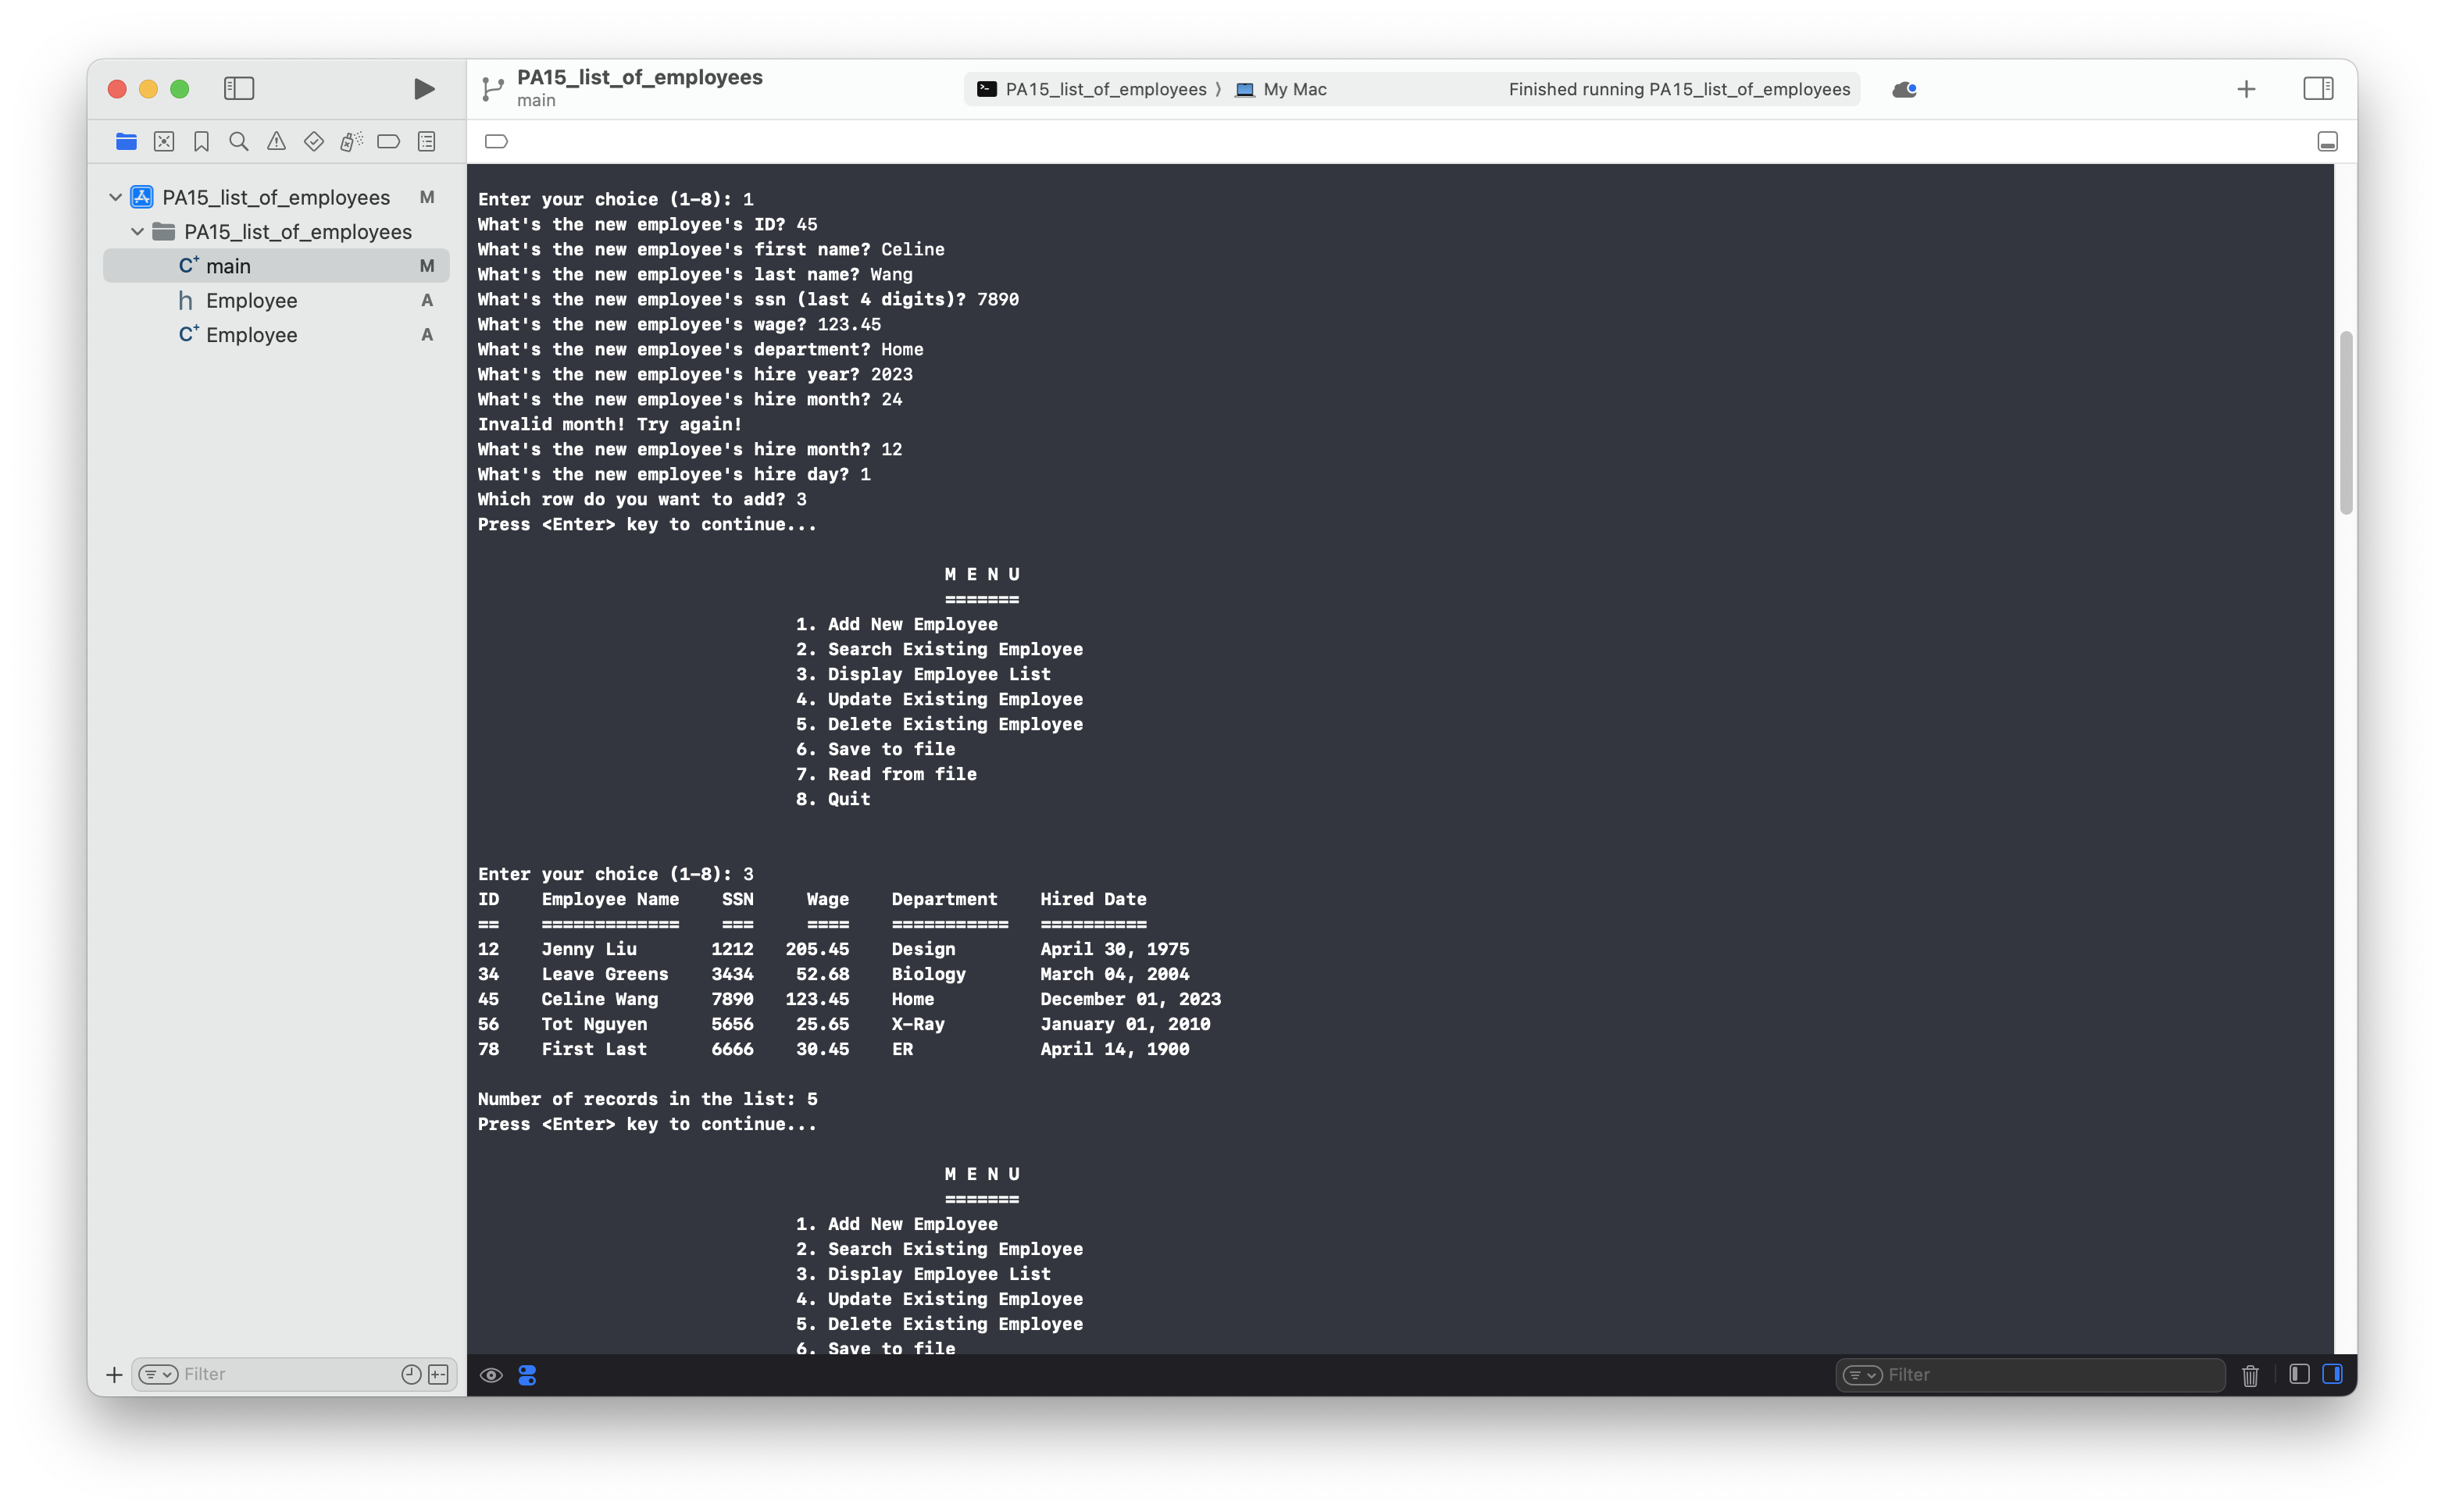 PA15_list_of_employees
main
PA15_list_of_employees ⟩ My Mac
Finished running PA15_list_of_employees
PA15_list_of_employees M
PA15_list_of_employees
main M
Employee A
Employee A
Filter
Enter your choice (1-8): 1
What's the new employee's ID? 45
What's the new employee's first name? Celine
What's the new employee's last name? Wang
What's the new employee's ssn (last 4 digits)? 7890
What's the new employee's wage? 123.45
What's the new employee's department? Home
What's the new employee's hire year? 2023
What's the new employee's hire month? 24
Invalid month! Try again!
What's the new employee's hire month? 12
What's the new employee's hire day? 1
Which row do you want to add? 3
Press <Enter> key to continue...
M E N U
=======
1. Add New Employee
2. Search Existing Employee
3. Display Employee List
4. Update Existing Employee
5. Delete Existing Employee
6. Save to file
7. Read from file
8. Quit
Enter your choice (1-8): 3
ID Employee Name SSN Wage Department Hired Date
== ============= === ==== =========== ==========
12 Jenny Liu 1212 205.45 Design April 30, 1975
34 Leave Greens 3434 52.68 Biology March 04, 2004
45 Celine Wang 7890 123.45 Home December 01, 2023
56 Tot Nguyen 5656 25.65 X-Ray January 01, 2010
78 First Last 6666 30.45 ER April 14, 1900
Number of records in the list: 5
Press <Enter> key to continue...
M E N U
=======
1. Add New Employee
2. Search Existing Employee
3. Display Employee List
4. Update Existing Employee
5. Delete Existing Employee
6. Save to file
Filter